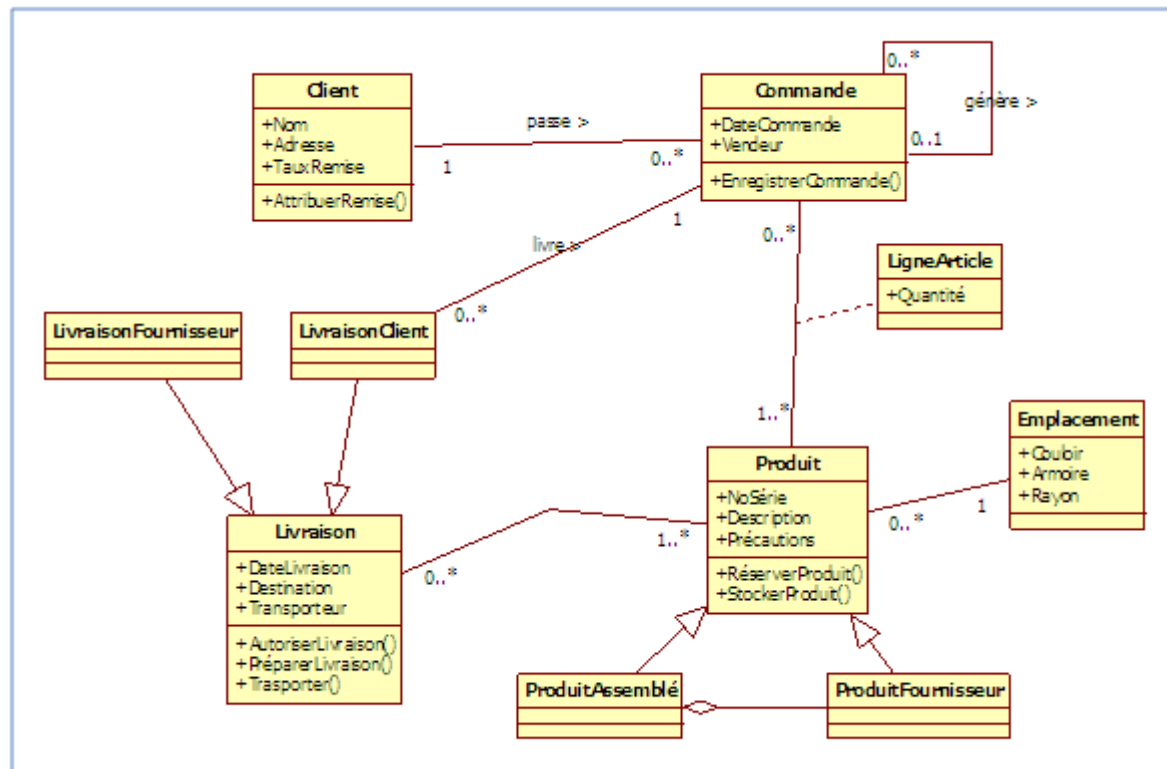 Client
+Nom
+Adresse
+TauxRemise
+AttribuerRemise()
passe >
1
0..*
Commande
+DateCommande
+Vendeur
+EnregistrerCommande()
0..*
génère >
0..1
livre >
1
0..*
0..*
LigneArticle
+Quantité
1..*
LivraisonFournisseur
LivraisonClient
Emplacement
+Couloir
+Armoire
+Rayon
Produit
+NoSérie
+Description
+Précautions
+RéserverProduit()
+StockerProduit()
0..*
1
1..*
0..*
Livraison
+DateLivraison
+Destination
+Transporteur
+AutoriserLivraison()
+PréparerLivraison()
+Trasporter()
ProduitAssemblé
ProduitFournisseur